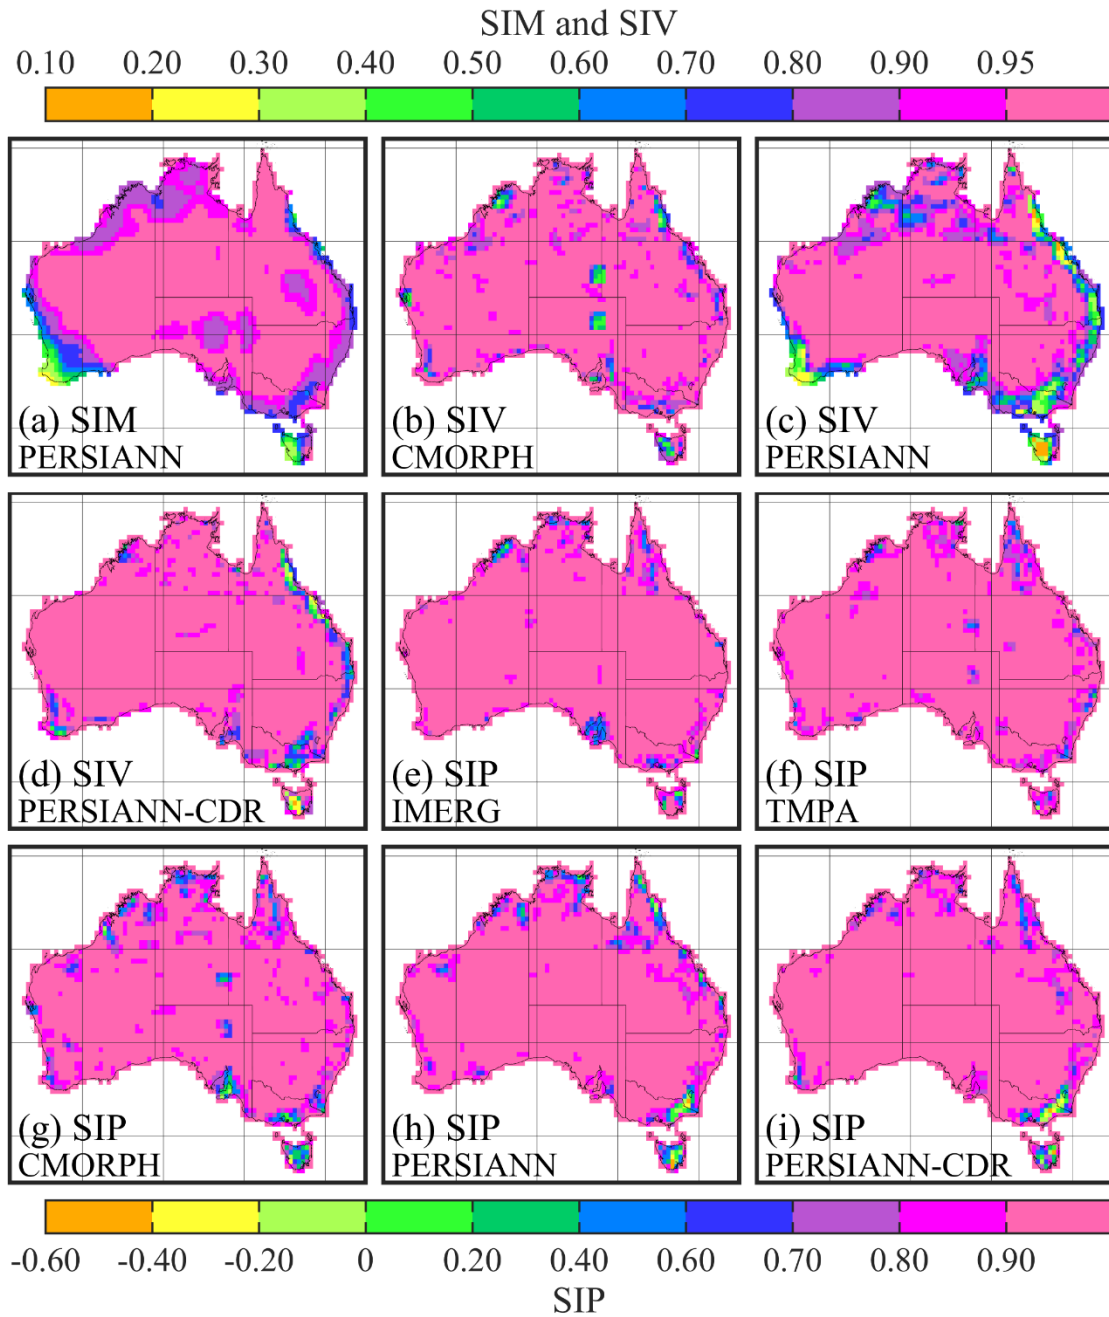 SIM and SIV
0.10 0.20 0.30 0.40 0.50 0.60 0.70 0.80 0.90 0.95
(a) SIM
PERSIANN
(b) SIV
CMORPH
(c) SIV
PERSIANN
(d) SIV
PERSIANN-CDR
(e) SIP
IMERG
(f) SIP
TMPA
(g) SIP
CMORPH
(h) SIP
PERSIANN
(i) SIP
PERSIANN-CDR
-0.60 -0.40 -0.20 0 0.20 0.40 0.60 0.70 0.80 0.90
SIP